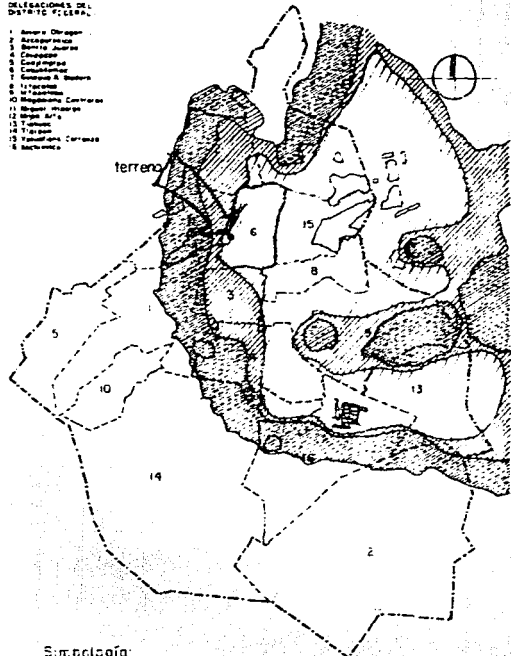 DELEGACIONES DEL
DISTRITO FEDERAL
1 Alvaro Obregon
2
3 Benito Juarez
4 Coyoacan
5 Cuajimalpa
6 Cuauhtemoc
7 Gustavo A. Madero
8 Iztacalco
9 Iztapalapa
10 Magdalena Contreras
11 Miguel Hidalgo
12 Milpa Alta
13 Tlahuac
14 Tlalpan
15 Venustiano Carranza
16 Xochimilco
terreno
6
15
8
3
5
1
10
13
14
2
Simbología: